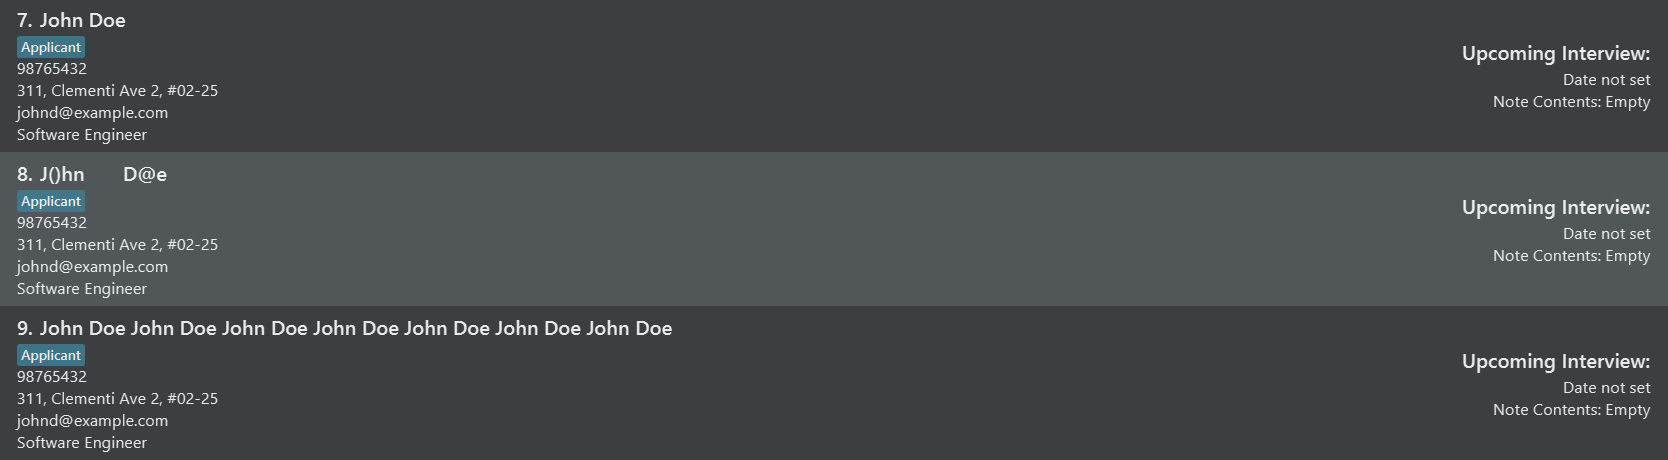 7. John Doe
Applicant
98765432
311, Clementi Ave 2, #02-25
johnd@example.com
Software Engineer
Upcoming Interview:
Date not set
Note Contents: Empty
8. J()hn       D@e
Applicant
98765432
311, Clementi Ave 2, #02-25
johnd@example.com
Software Engineer
Upcoming Interview:
Date not set
Note Contents: Empty
9. John Doe John Doe John Doe John Doe John Doe John Doe John Doe
Applicant
98765432
311, Clementi Ave 2, #02-25
johnd@example.com
Software Engineer
Upcoming Interview:
Date not set
Note Contents: Empty